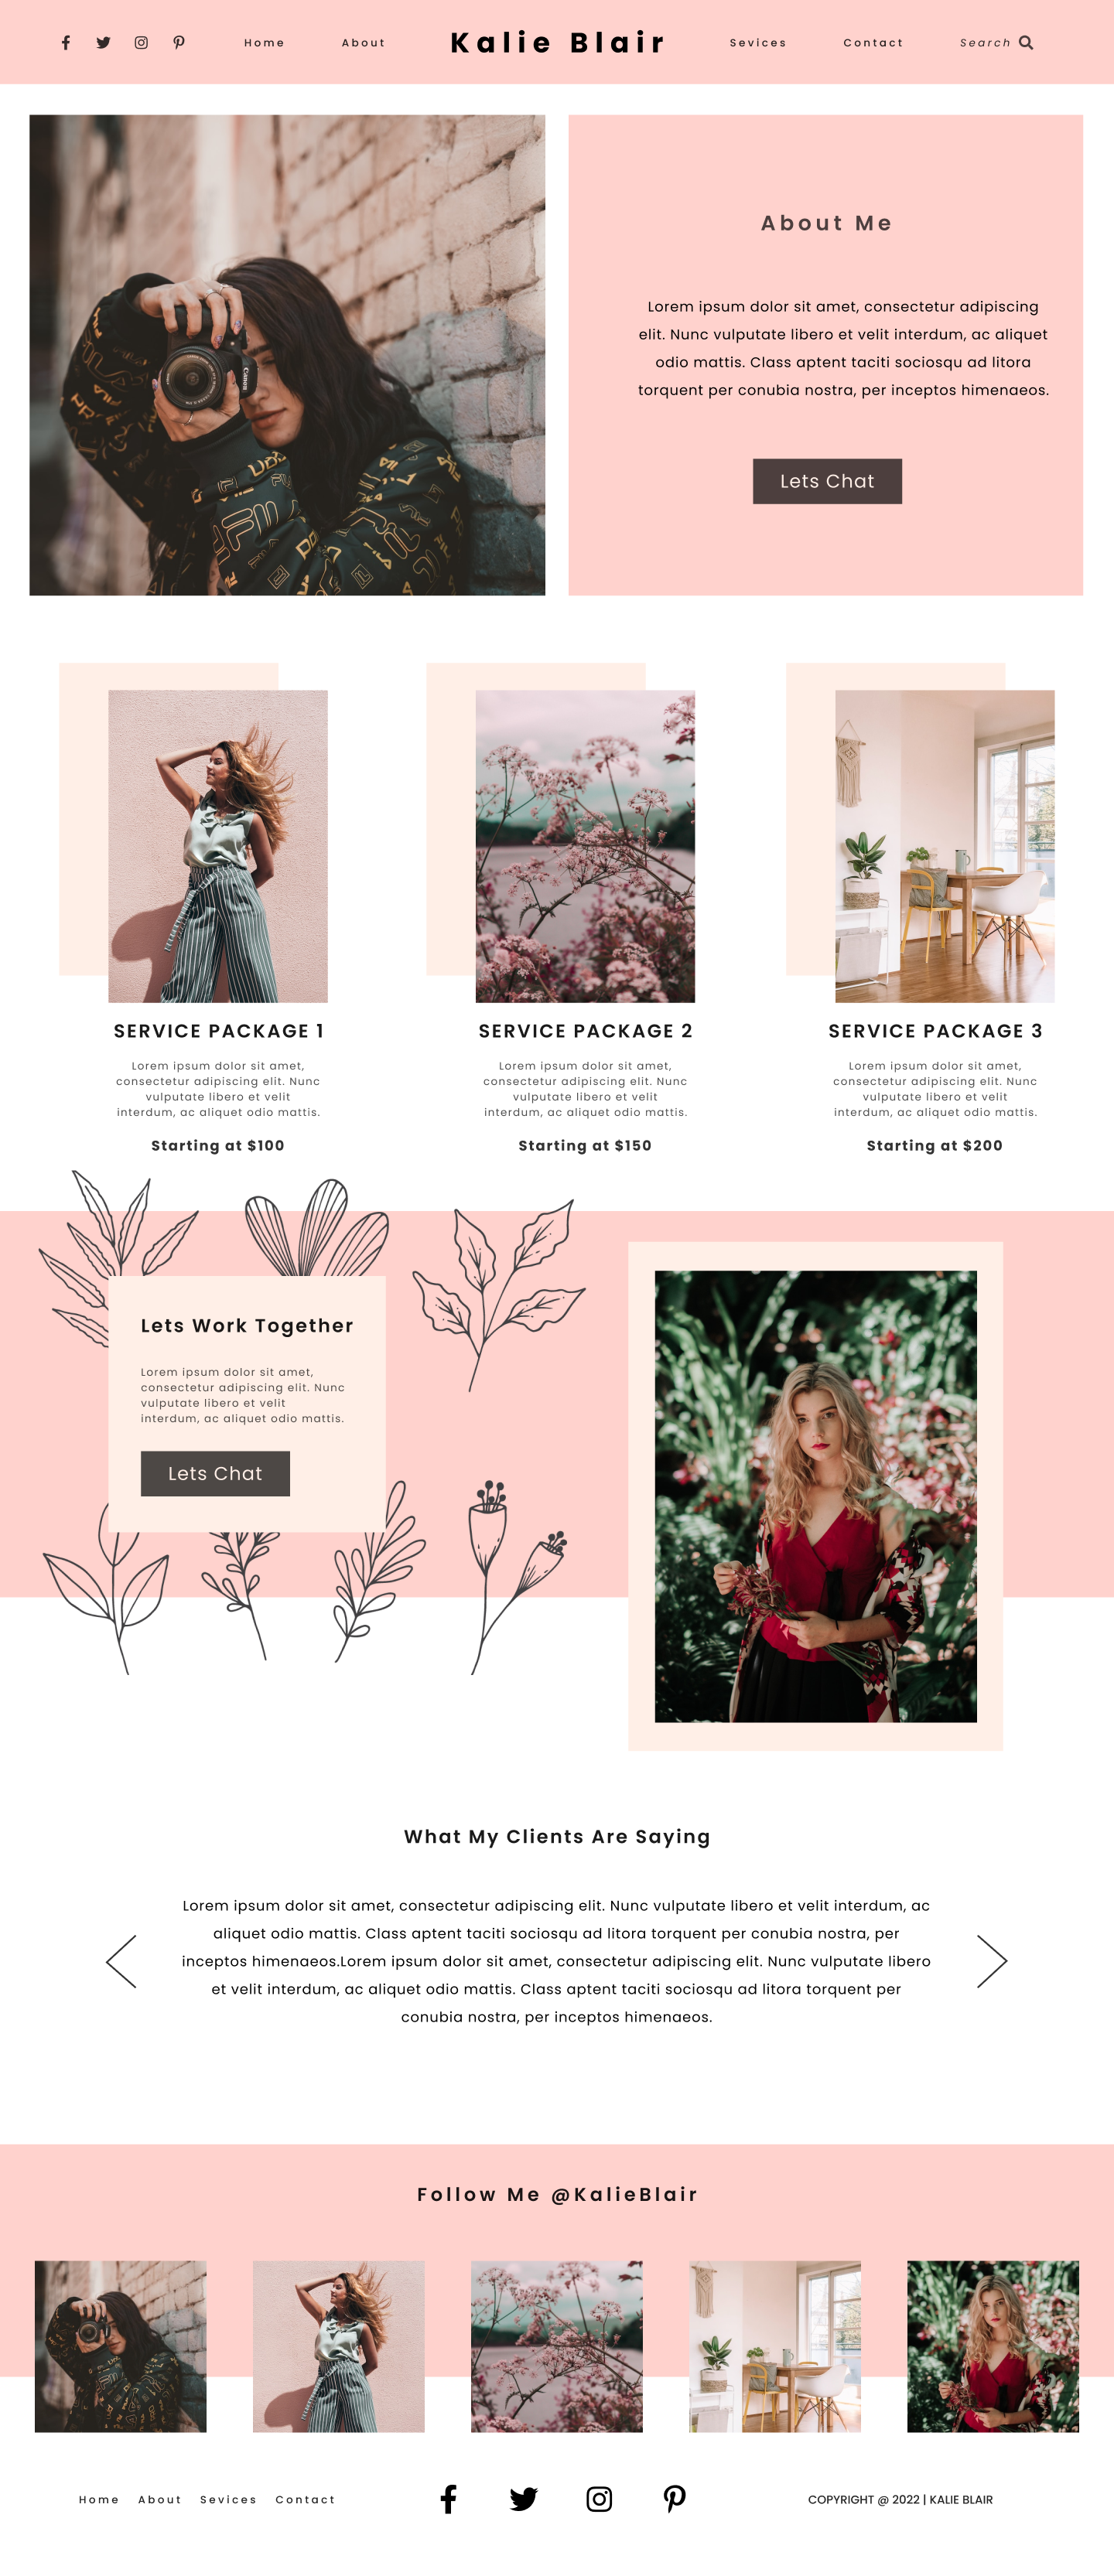 Home
About
Kalie Blair
Sevices
Contact
Search
Canon
About Me
Lorem ipsum dolor sit amet, consectetur adipiscing
elit. Nunc vulputate libero et velit interdum, ac aliquet
odio mattis. Class aptent taciti sociosqu ad litora
torquent per conubia nostra, per inceptos himenaeos.
Lets Chat
SERVICE PACKAGE 1
Lorem ipsum dolor sit amet,
consectetur adipiscing elit. Nunc
vulputate libero et velit
interdum, ac aliquet odio mattis.
Starting at $100
SERVICE PACKAGE 2
Lorem ipsum dolor sit amet,
consectetur adipiscing elit. Nunc
vulputate libero et velit
interdum, ac aliquet odio mattis.
Starting at $150
SERVICE PACKAGE 3
Lorem ipsum dolor sit amet,
consectetur adipiscing elit. Nunc
vulputate libero et velit
interdum, ac aliquet odio mattis.
Starting at $200
Lets Work Together
Lorem ipsum dolor sit amet,
consectetur adipiscing elit. Nunc
vulputate libero et velit
interdum, ac aliquet odio mattis.
Lets Chat
What My Clients Are Saying
Lorem ipsum dolor sit amet, consectetur adipiscing elit. Nunc vulputate libero et velit interdum, ac
aliquet odio mattis. Class aptent taciti sociosqu ad litora torquent per conubia nostra, per
inceptos himenaeos.Lorem ipsum dolor sit amet, consectetur adipiscing elit. Nunc vulputate libero
et velit interdum, ac aliquet odio mattis. Class aptent taciti sociosqu ad litora torquent per
conubia nostra, per inceptos himenaeos.
Follow Me @KalieBlair
Home
About
Sevices
Contact
COPYRIGHT @ 2022 | KALIE BLAIR